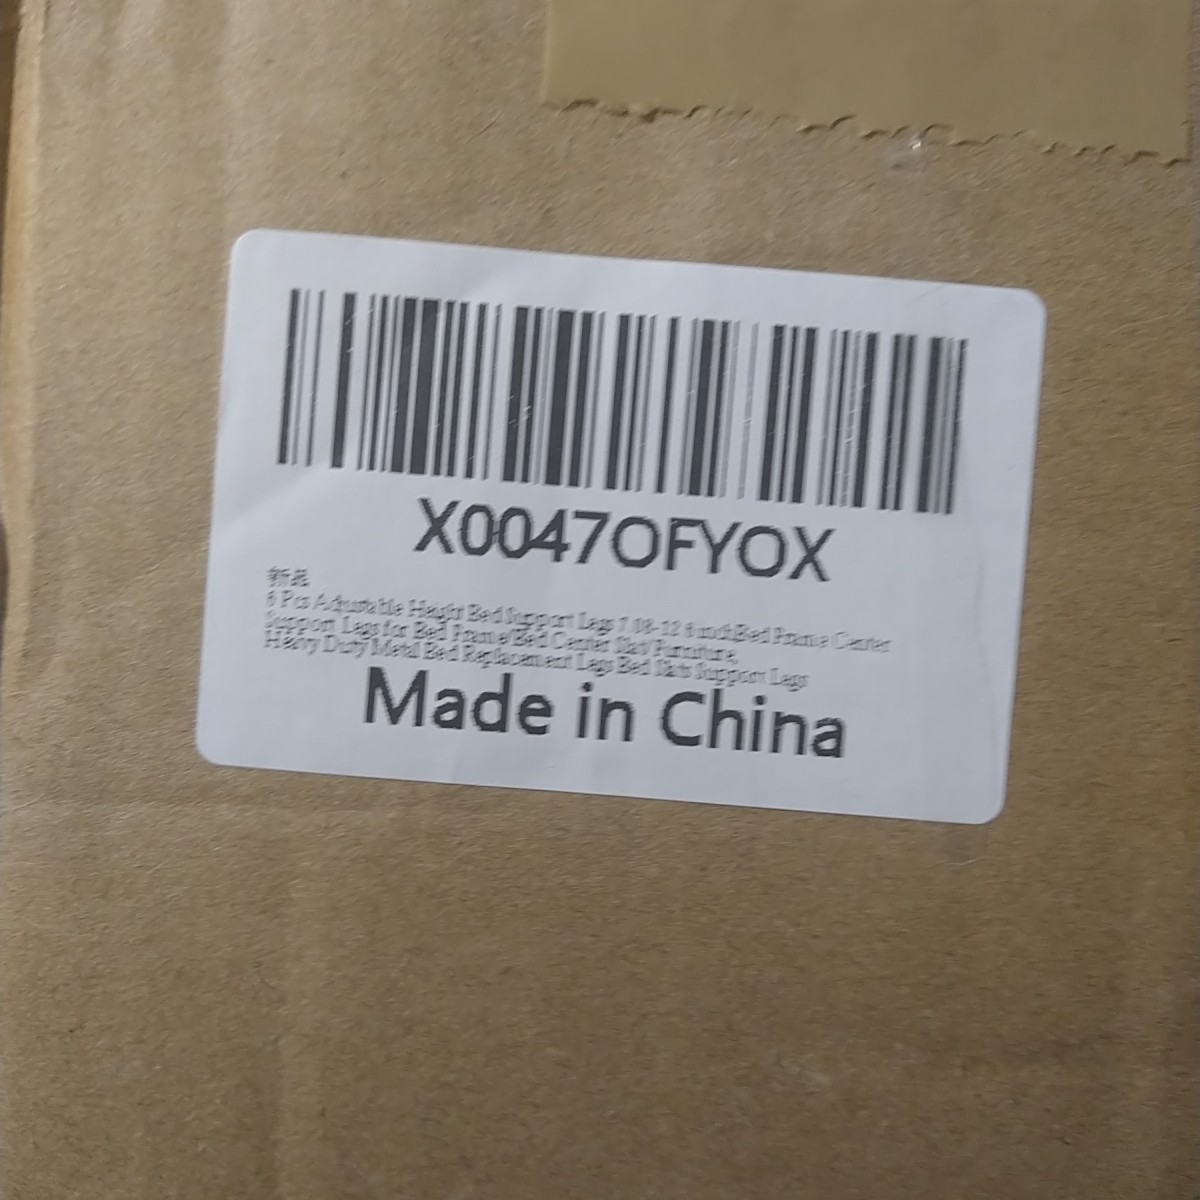 X0047OFYOX
新品
Pcs Adjustable Height Bed Support Legs Bed Frame Center
Support Legs for Bed Frame/Bed Center Slat/Furniture,
Heavy Duty Metal Bed Replacement Legs Bed Slats Support Legs
Made in China